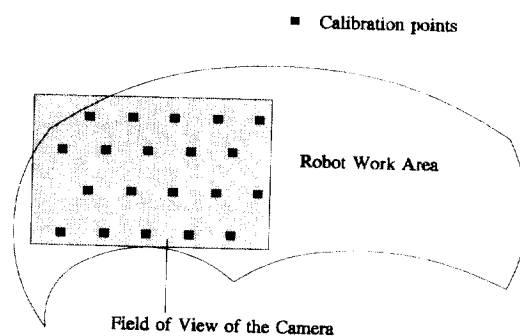 Calibration points
Robot Work Area
Field of View of the Camera